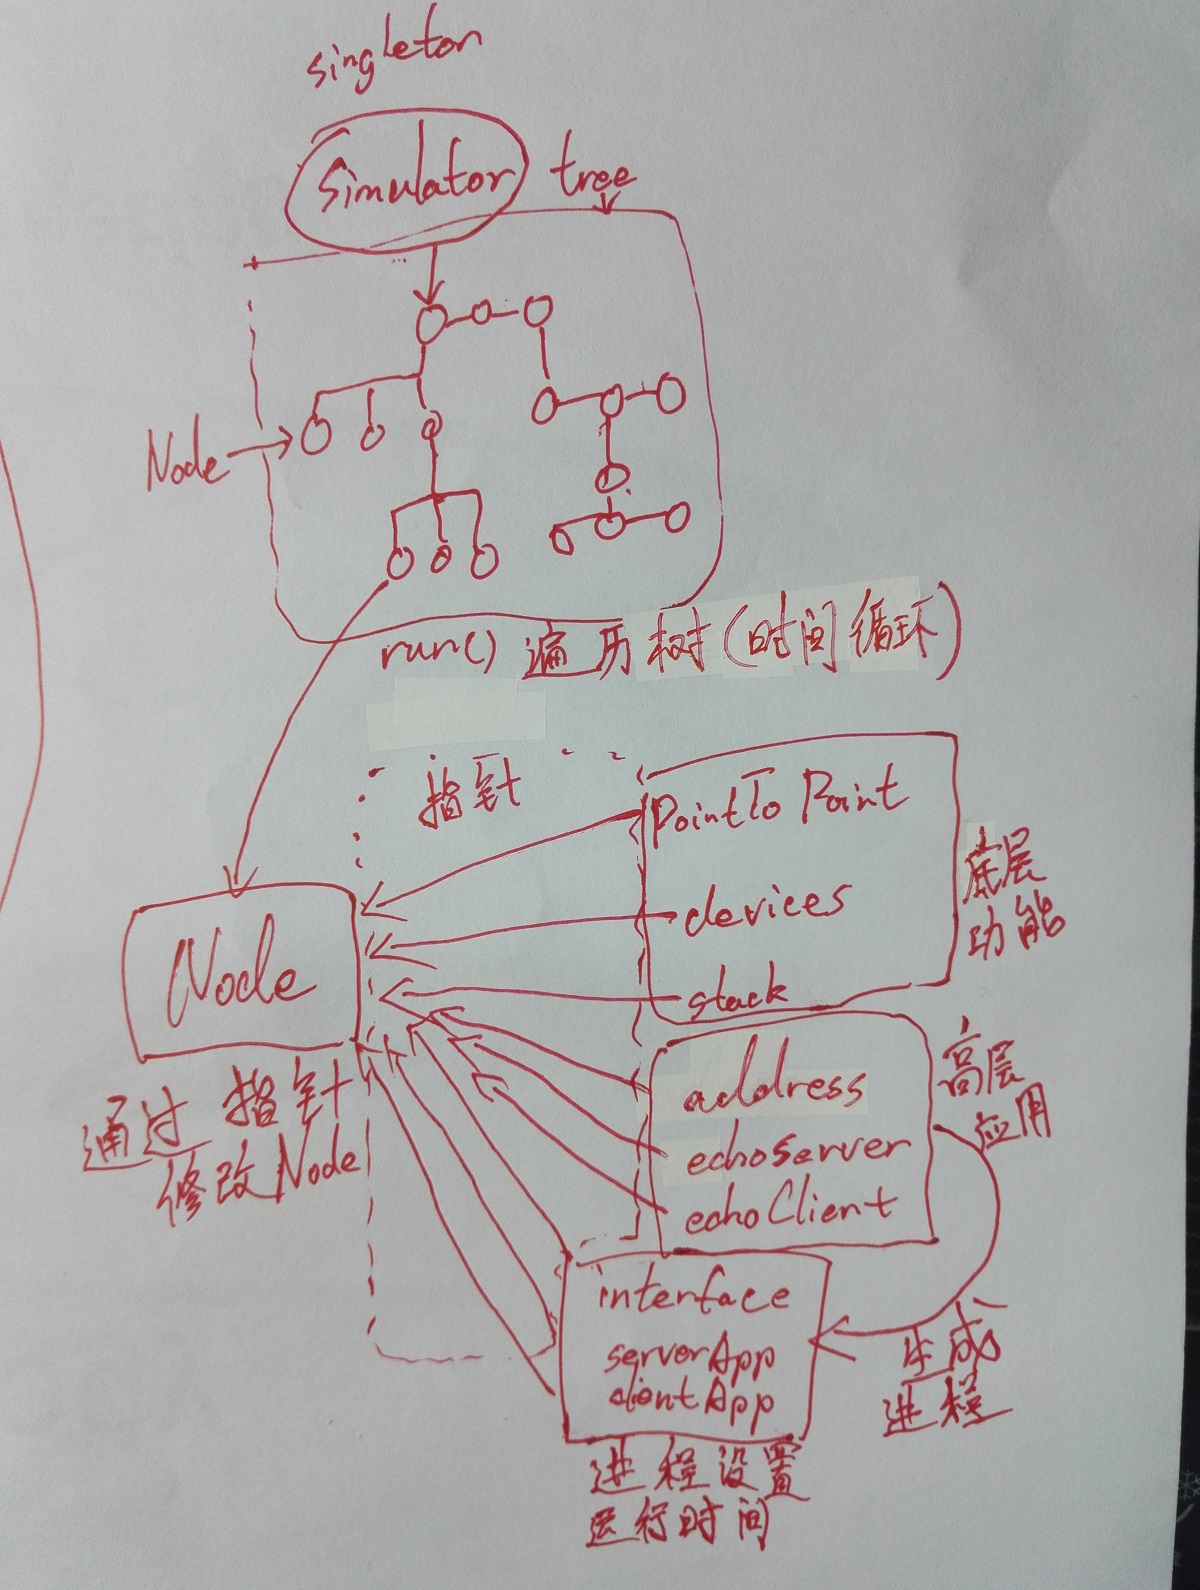 singleton
Simulator
tree
Node
run() 遍历树(时间循环)
指针
PointTo Point
devices
stack
底层
功能
Node
通过指针
修改Node
address
echoServer
echoClient
高层
应用
interface
serverApp
clientApp
生成
进程
进程设置
运行时间